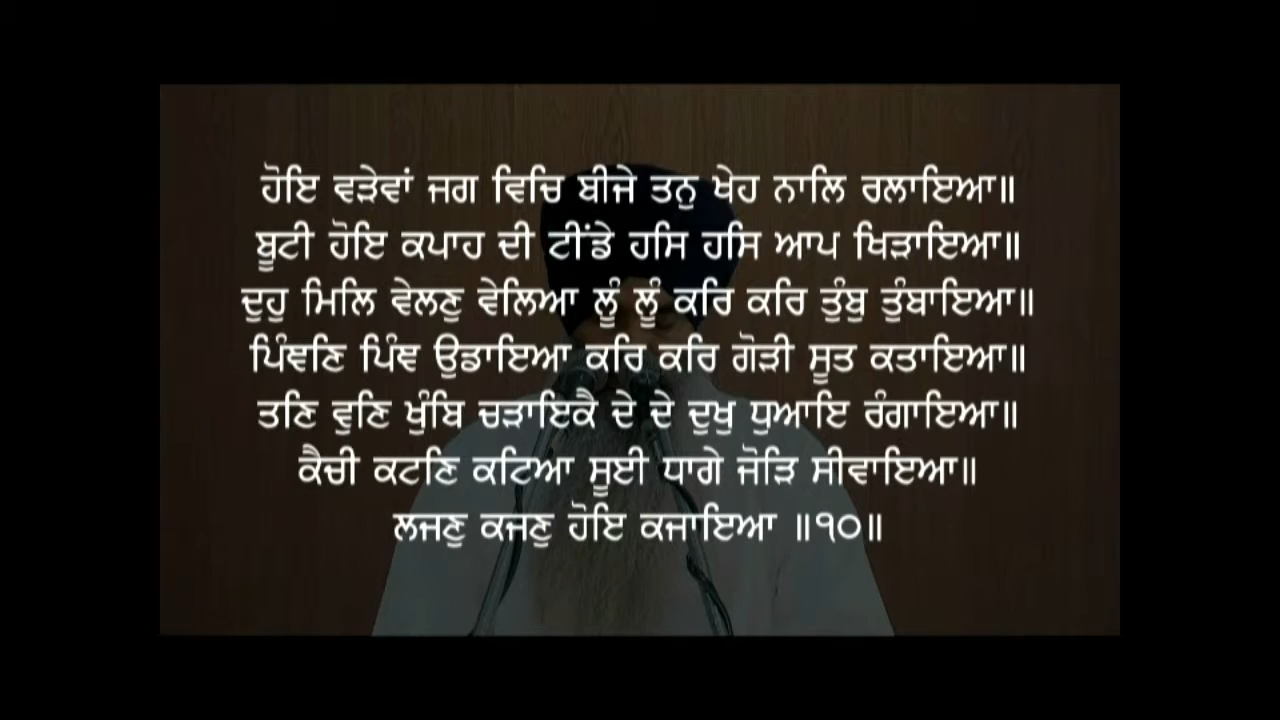 ਹੋਇ ਵੜੇਵਾਂ ਜਗ ਵਿਚਿ ਬੀਜੇ ਤਨੁ ਖੇਹ ਨਾਲਿ ਰਲਾਇਆ॥
ਬੂਟੀ ਹੋਇ ਕਪਾਹ ਦੀ ਟੀਂਡੇ ਹਸਿ ਹਸਿ ਆਪ ਖਿੜਾਇਆ॥
ਦੁਹੁ ਮਿਲਿ ਵੇਲਣੁ ਵੇਲਿਆ ਲੂੰ ਲੂੰ ਕਰਿ ਕਰਿ ਤੁੰਬੁ ਤੁੰਬਾਇਆ॥
ਪਿੰਞਣਿ ਪਿੰਞ ਉਡਾਇਆ ਕਰਿ ਕਰਿ ਗੋੜੀ ਸੂਤ ਕਤਾਇਆ॥
ਤਣਿ ਵੁਣਿ ਖੁੰਬਿ ਚੜਾਇਕੈ ਦੇ ਦੇ ਦੁਖੁ ਧੁਆਇ ਰੰਗਾਇਆ॥
ਕੈਚੀ ਕਟਣਿ ਕਟਿਆ ਸੂਈ ਧਾਗੇ ਜੋੜਿ ਸੀਵਾਇਆ॥
ਲਜਣੁ ਕਜਣੁ ਹੋਇ ਕਜਾਇਆ ॥੧੦॥